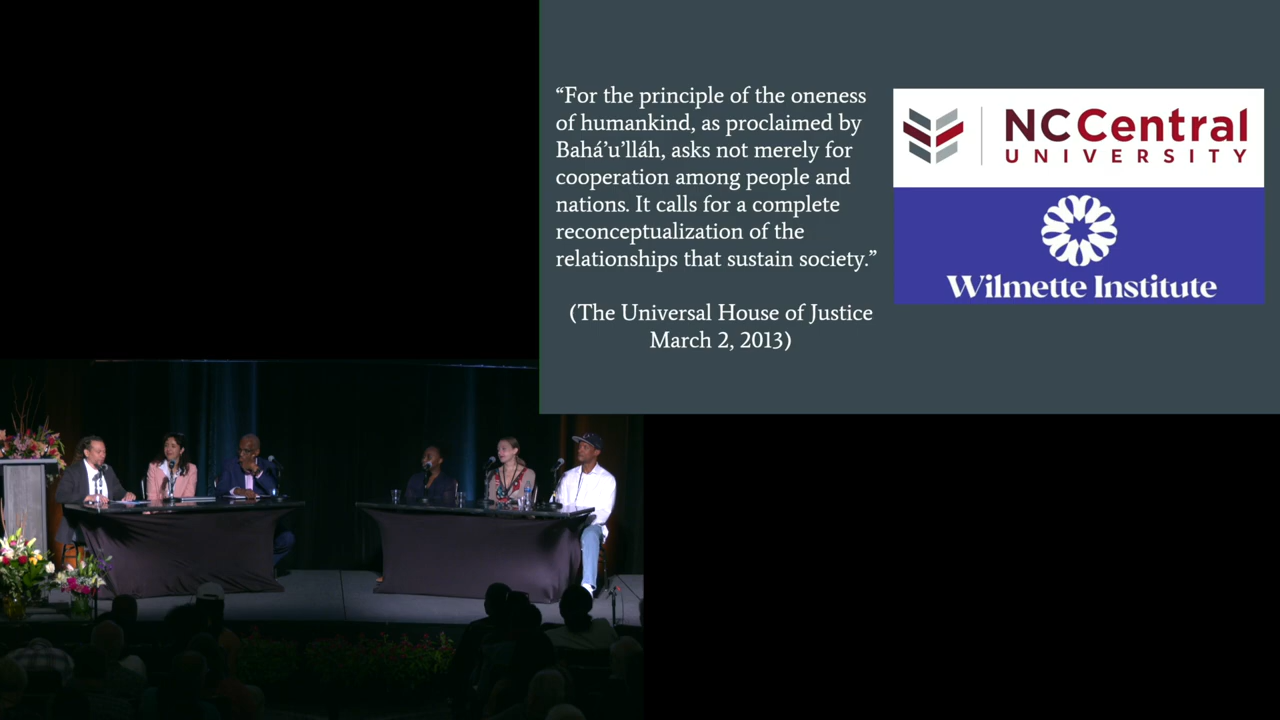 “For the principle of the oneness
of humankind, as proclaimed by
Bahá’u’lláh, asks not merely for
cooperation among people and
nations. It calls for a complete
reconceptualization of the
relationships that sustain society.”
(The Universal House of Justice
March 2, 2013)
NCCentral
UNIVERSITY
Wilmette Institute